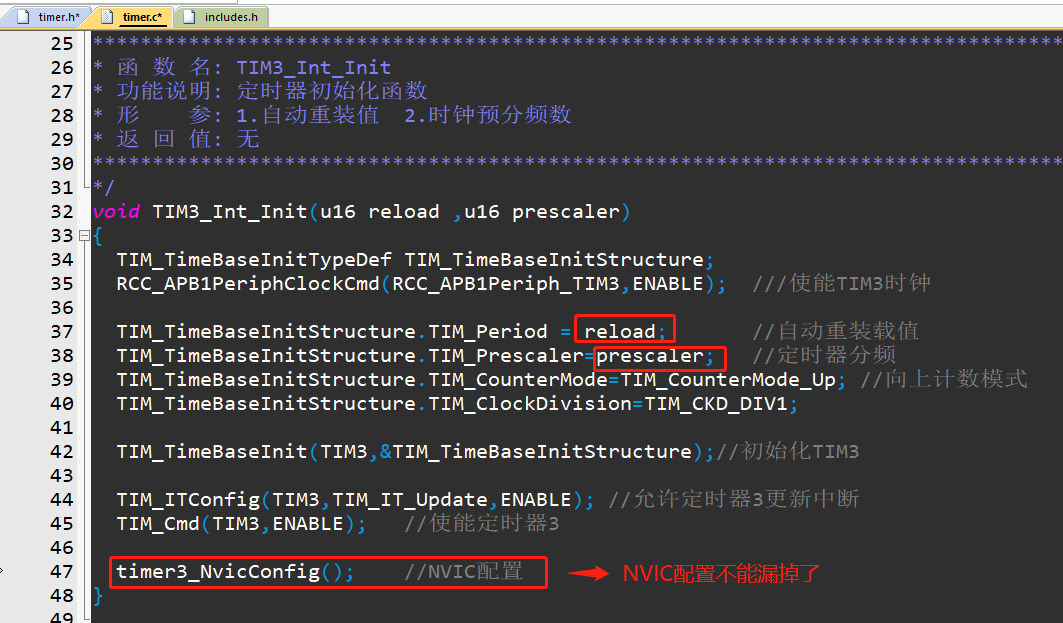 timer.h* timer.c* includes.h
25 ********************************************************************************
26 * 函 数 名: TIM3_Int_Init
27 * 功能说明: 定时器初始化函数
28 * 形    参: 1.自动重装值  2.时钟预分频数
29 * 返 回 值: 无
30 ********************************************************************************
31 */
32 void TIM3_Int_Init(u16 reload ,u16 prescaler)
33 {
34   TIM_TimeBaseInitTypeDef TIM_TimeBaseInitStructure;
35   RCC_APB1PeriphClockCmd(RCC_APB1Periph_TIM3,ENABLE);  ///使能TIM3时钟
36
37   TIM_TimeBaseInitStructure.TIM_Period = reload;       //自动重装载值
38   TIM_TimeBaseInitStructure.TIM_Prescaler=prescaler;   //定时器分频
39   TIM_TimeBaseInitStructure.TIM_CounterMode=TIM_CounterMode_Up; //向上计数模式
40   TIM_TimeBaseInitStructure.TIM_ClockDivision=TIM_CKD_DIV1;
41
42   TIM_TimeBaseInit(TIM3,&TIM_TimeBaseInitStructure);//初始化TIM3
43
44   TIM_ITConfig(TIM3,TIM_IT_Update,ENABLE); //允许定时器3更新中断
45   TIM_Cmd(TIM3,ENABLE);   //使能定时器3
46
47   timer3_NvicConfig();    //NVIC配置 NVIC配置不能漏掉了
48 }
49